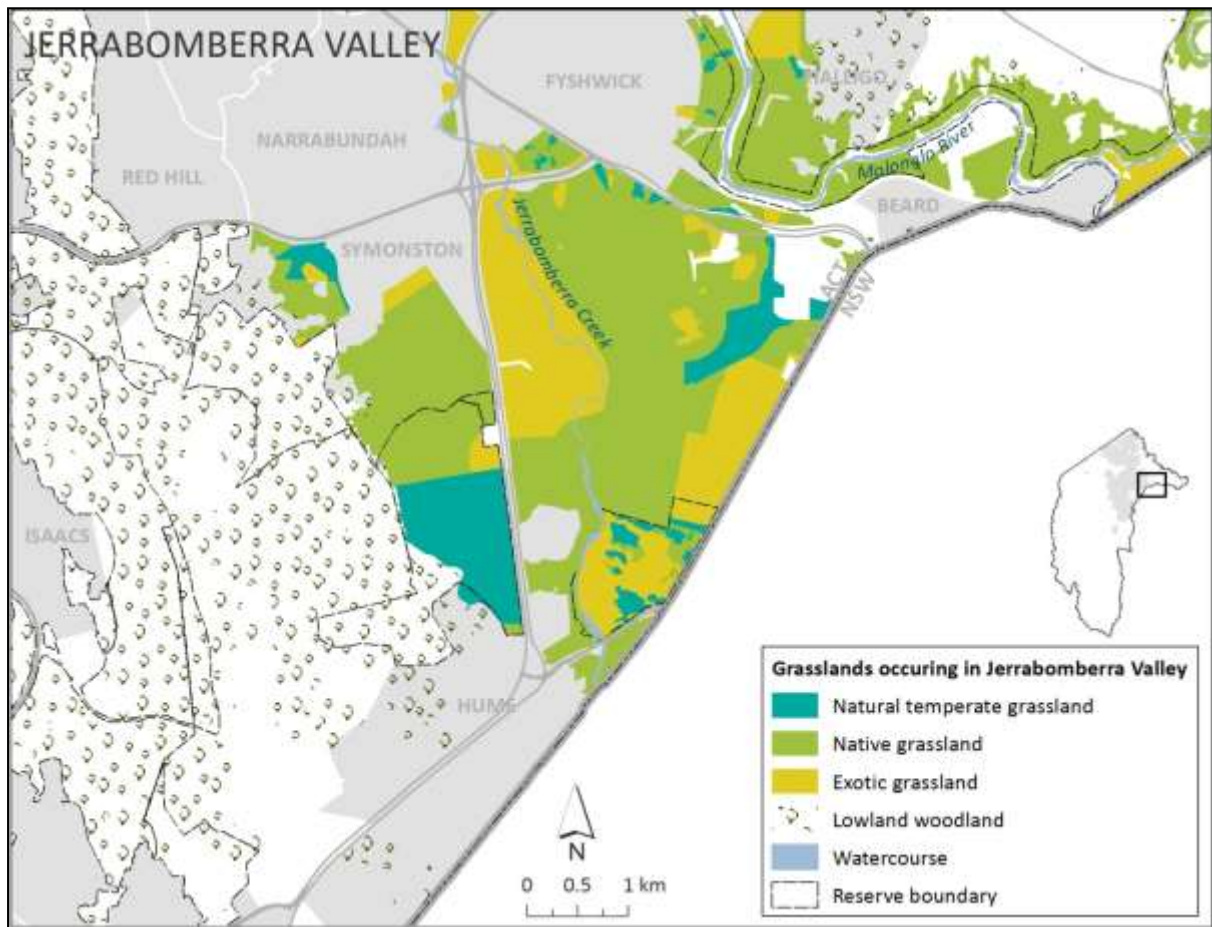 JERRABOMBERRA VALLEY
FYSHWICK
NARRABUNDAH
RED HILL
Molonglo River
BEARD
SYMONSTON
Jerrabomberra Creek
ACT
NSW
ISAACS
HUME
Grasslands occuring in Jerrabomberra Valley
Natural temperate grassland
Native grassland
Exotic grassland
Lowland woodland
Watercourse
Reserve boundary
N
0 0.5 1 km